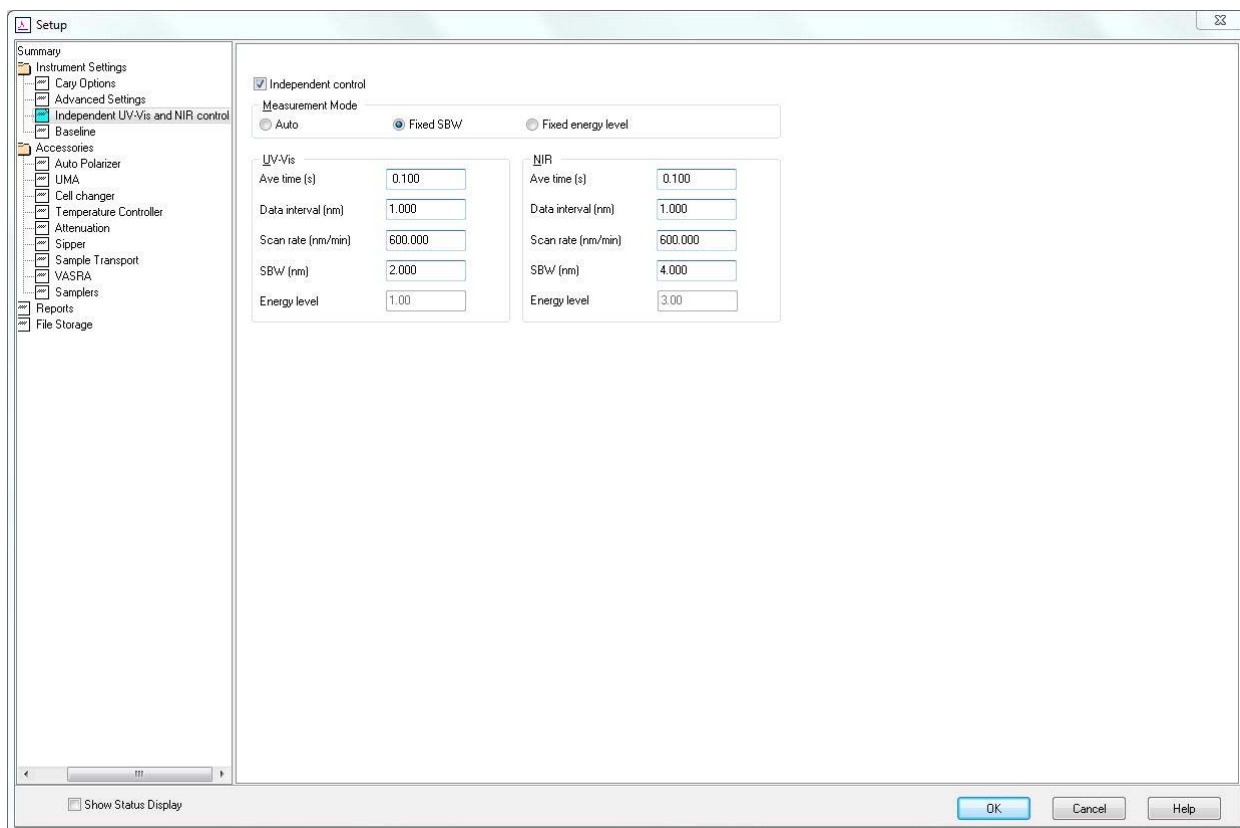 Setup
Summary
Instrument Settings
Cary Options
Advanced Settings
Independent UV-Vis and NIR control
Baseline
Accessories
Auto Polarizer
UMA
Cell changer
Temperature Controller
Attenuation
Sipper
Sample Transport
VASRA
Samplers
Reports
File Storage
Independent control
Measurement Mode
Auto Fixed SBW Fixed energy level
UV-Vis
Ave time (s) 0.100
Data interval (nm) 1.000
Scan rate (nm/min) 600.000
SBW (nm) 2.000
Energy level 1.00
NIR
Ave time (s) 0.100
Data interval (nm) 1.000
Scan rate (nm/min) 600.000
SBW (nm) 4.000
Energy level 3.00
Show Status Display
OK Cancel Help